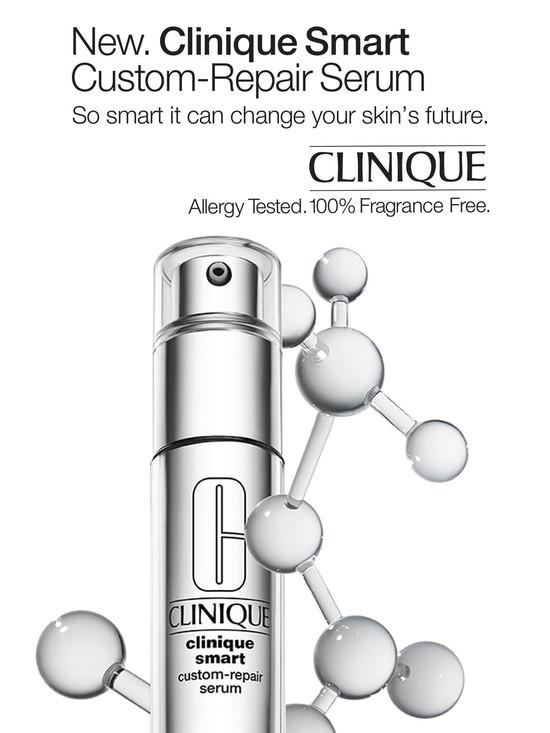 New. Clinique Smart
Custom-Repair Serum
So smart it can change your skin's future.
CLINIQUE
Allergy Tested. 100% Fragrance Free.
C
CLINIQUE
clinique
smart
custom-repair
serum